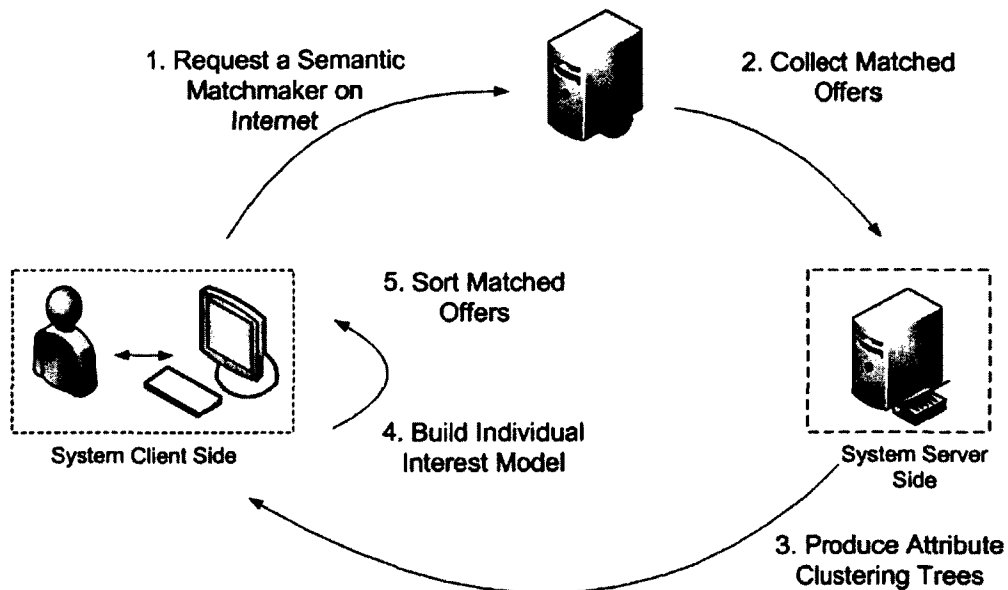 1. Request a Semantic
Matchmaker on
Internet
2. Collect Matched
Offers
5. Sort Matched
Offers
4. Build Individual
Interest Model
System Client Side
System Server
Side
3. Produce Attribute
Clustering Trees